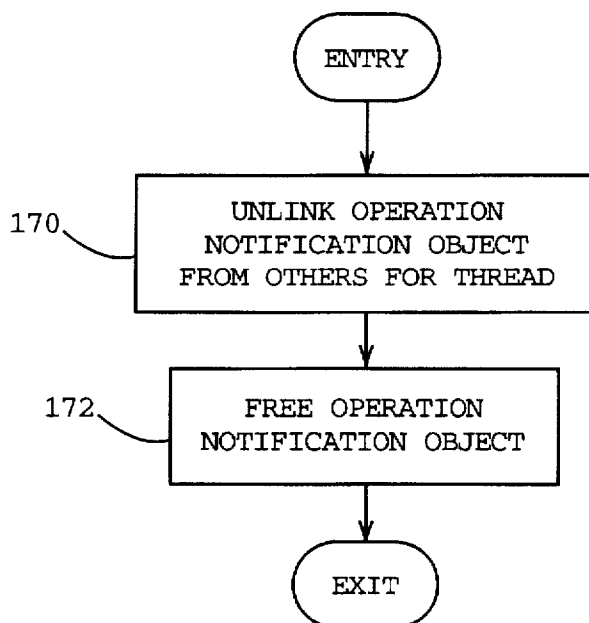 ENTRY
170
UNLINK OPERATION
NOTIFICATION OBJECT
FROM OTHERS FOR THREAD
172
FREE OPERATION
NOTIFICATION OBJECT
EXIT